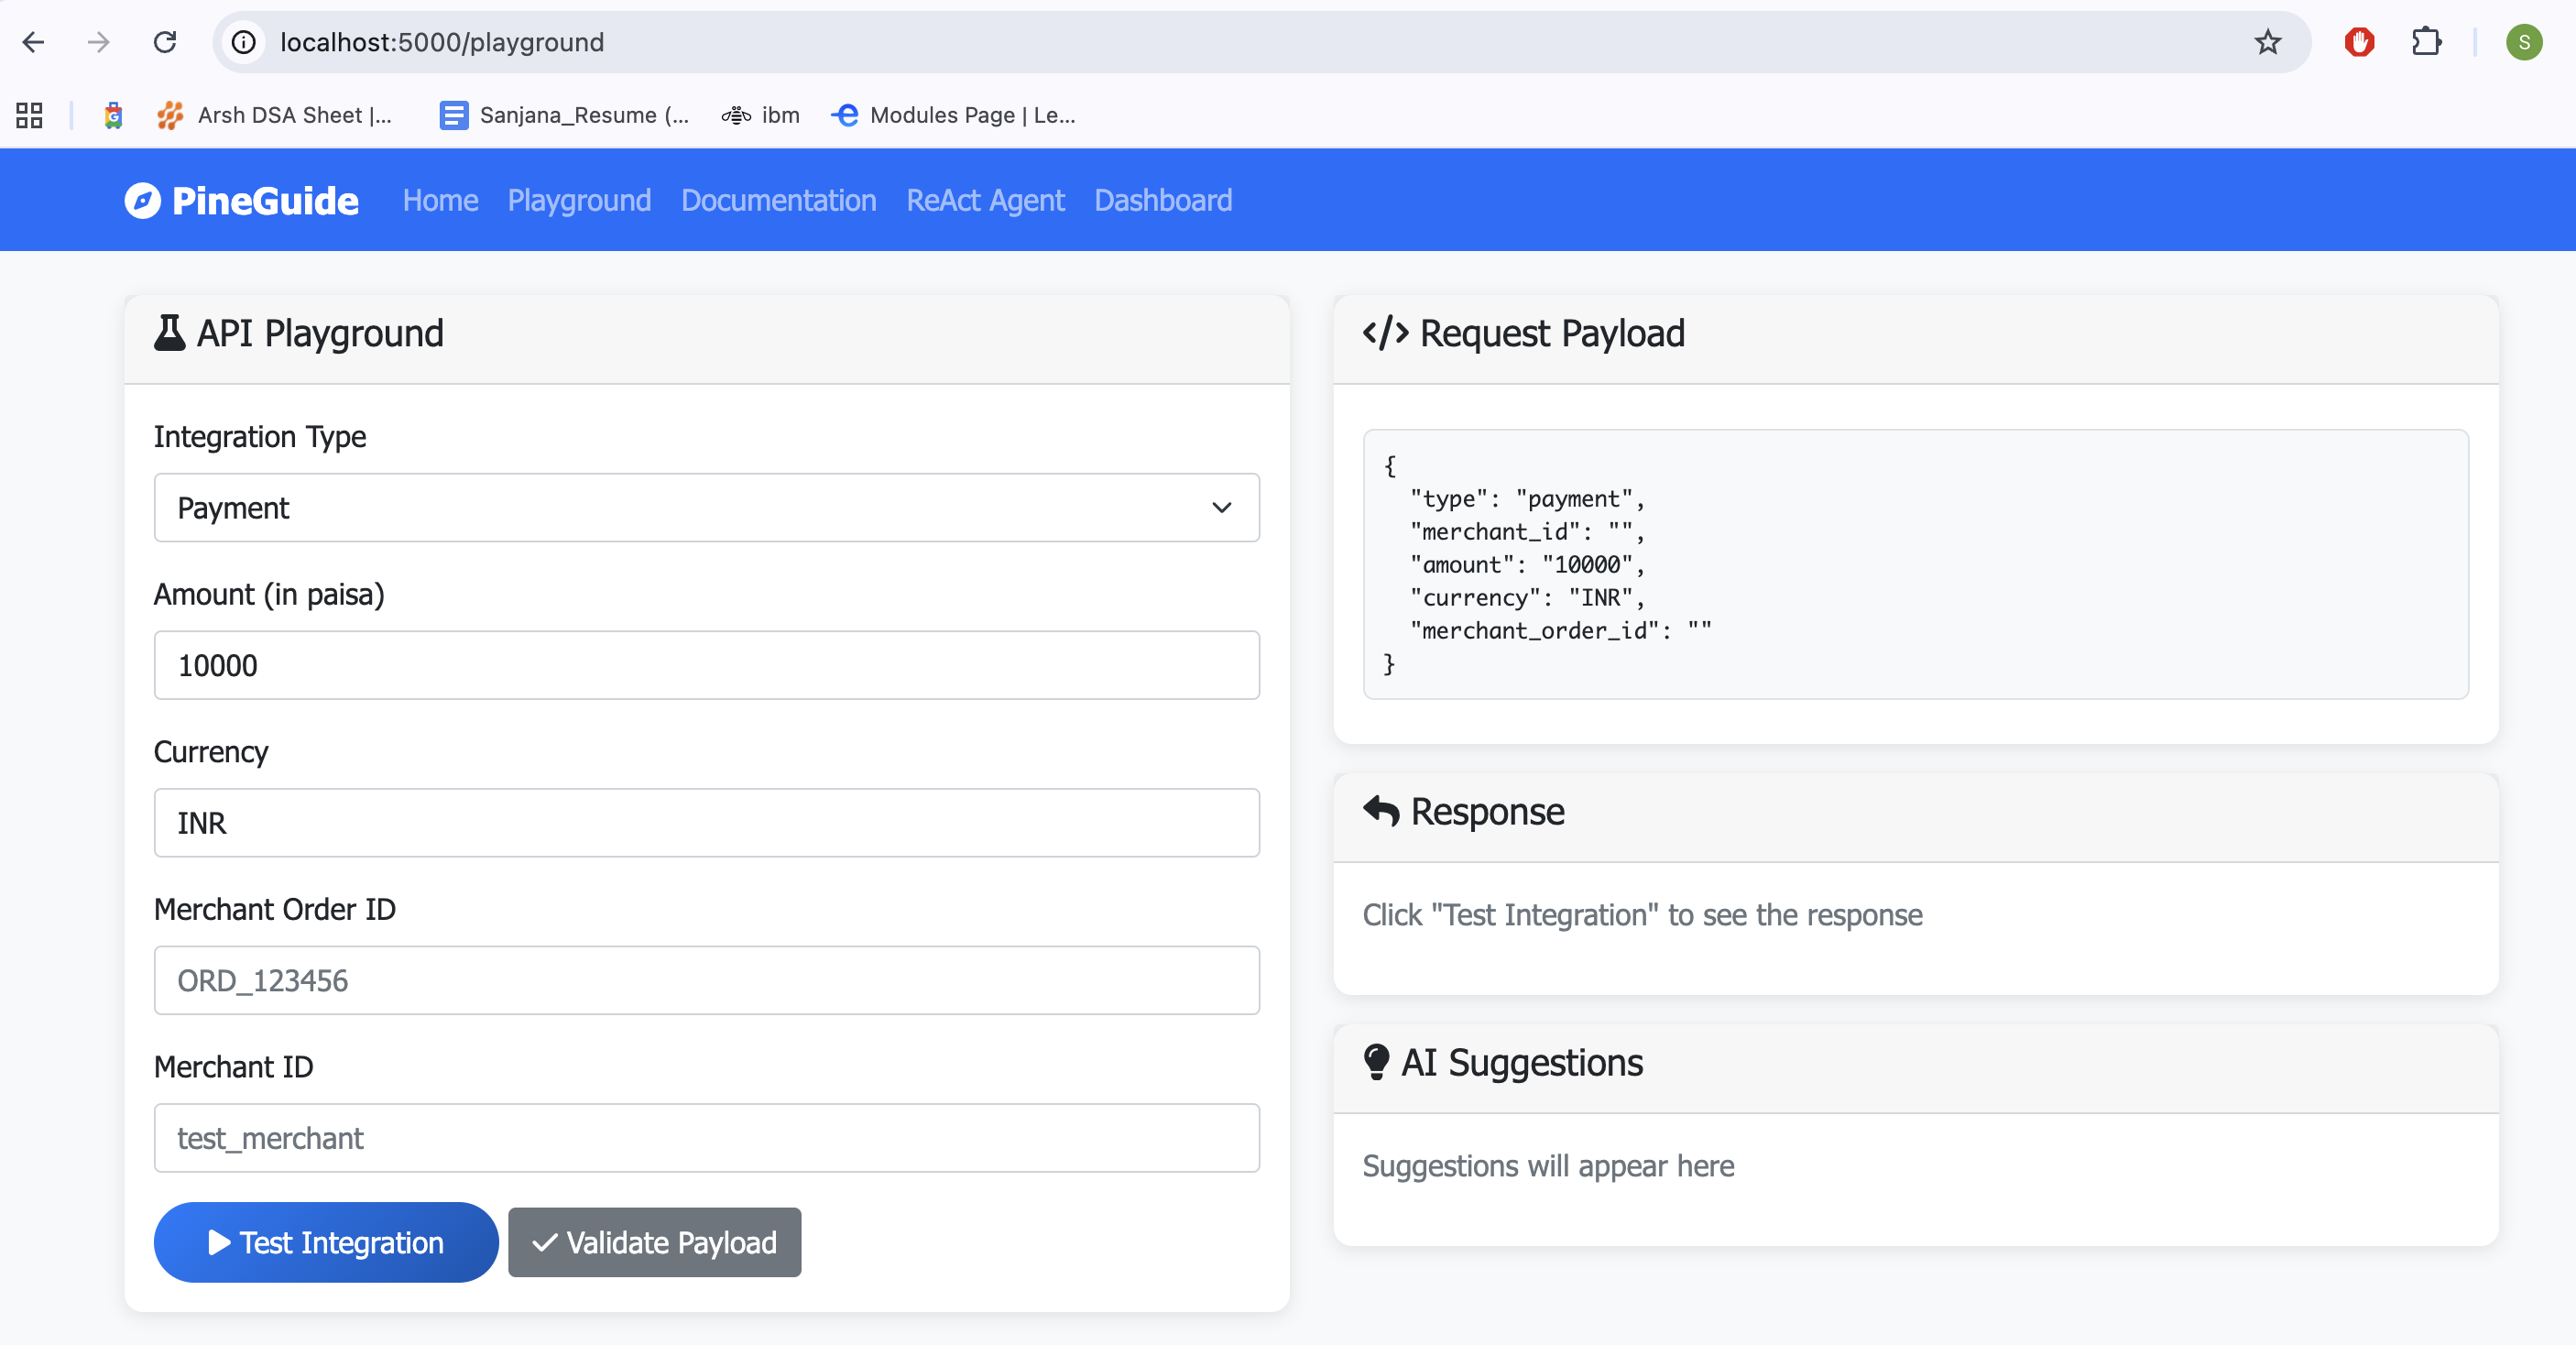 localhost:5000/playground
S
Arsh DSA Sheet |...
Sanjana_Resume (...
ibm
Modules Page | Le...
PineGuide
Home
Playground
Documentation
ReAct Agent
Dashboard
API Playground
Integration Type
Payment
Amount (in paisa)
10000
Currency
INR
Merchant Order ID
ORD_123456
Merchant ID
test_merchant
Test Integration
Validate Payload
</> Request Payload
{
"type": "payment",
"merchant_id": "",
"amount": "10000",
"currency": "INR",
"merchant_order_id": ""
}
Response
Click "Test Integration" to see the response
AI Suggestions
Suggestions will appear here